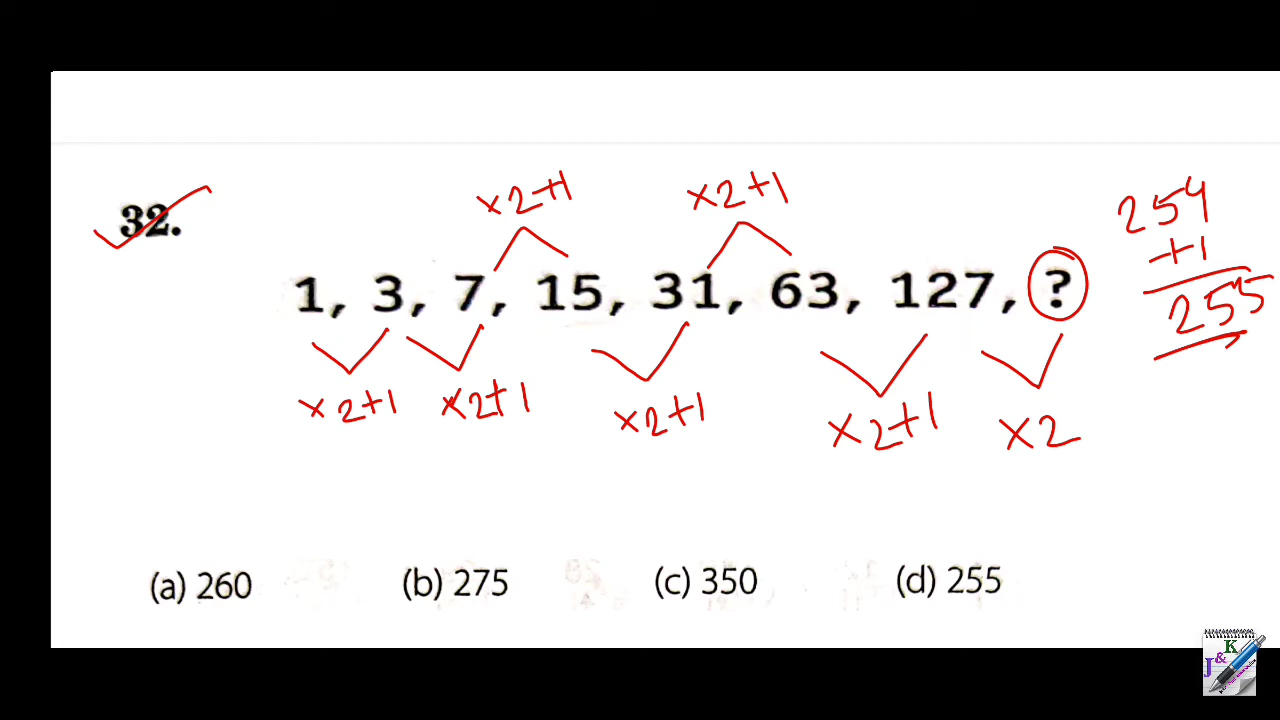 32.
×2+1 ×2+1
254
+1
255
1, 3, 7, 15, 31, 63, 127, ?
×2+1 ×2+1 ×2+1 ×2+1 ×2
(a) 260 (b) 275 (c) 350 (d) 255
J&K